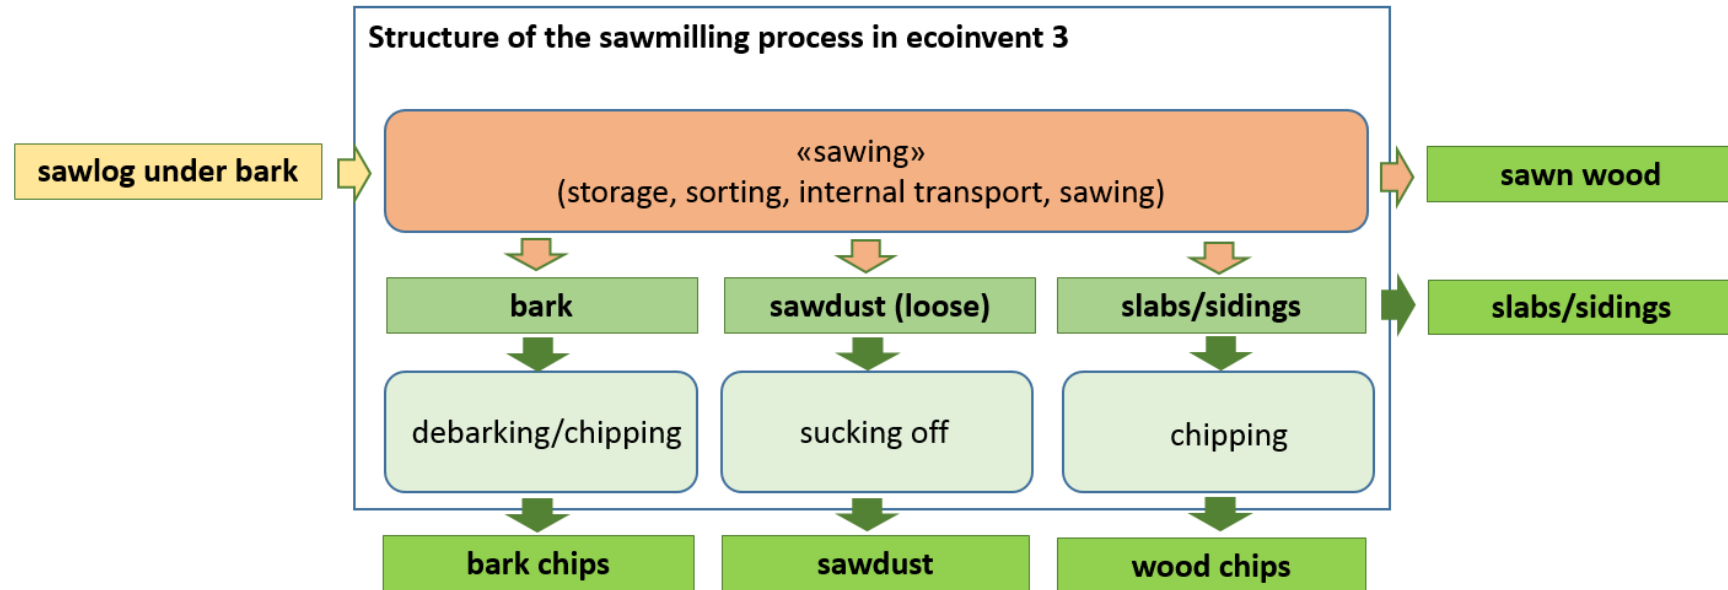 Structure of the sawmilling process in ecoinvent 3
sawlog under bark
«sawing»
(storage, sorting, internal transport, sawing)
sawn wood
bark
sawdust (loose)
slabs/sidings
slabs/sidings
debarking/chipping
sucking off
chipping
bark chips
sawdust
wood chips